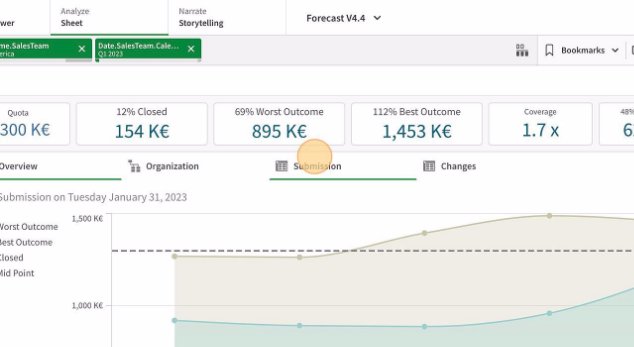 Analyze
Narrate
wer
Sheet
Storytelling
Forecast V4.4
me.SalesTeam
erica
Date.SalesTeam.Cale...
Q1 2023
Bookmarks
Quota
300 K€
12% Closed
154 K€
69% Worst Outcome
895 K€
112% Best Outcome
1,453 K€
Coverage
1.7 x
48%
6
Overview
Organization
Submission
Changes
Submission on Tuesday January 31, 2023
Worst Outcome
Best Outcome
Closed
Mid Point
1,500 K€
1,000 K€